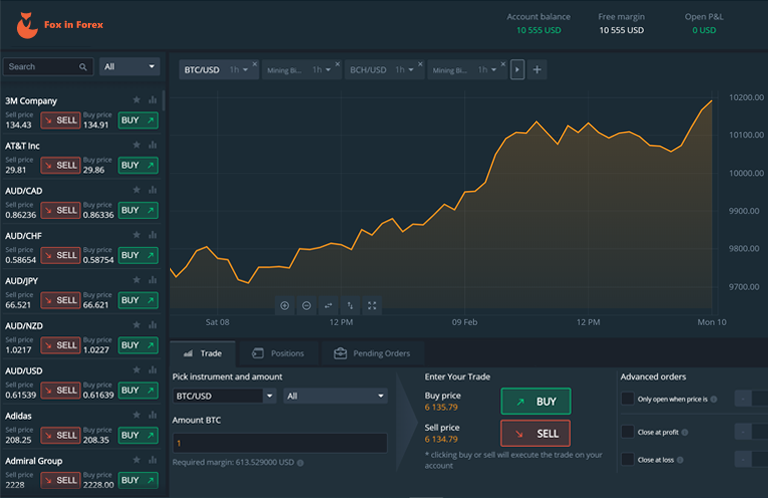 Fox in Forex
Account balance
10 555 USD
Free margin
10 555 USD
Open P&L
0 USD
Search
All
BTC/USD 1h
Mining Bi... 1h
BCH/USD 1h
Mining Bi... 1h
3M Company
Sell price
134.43
SELL
Buy price
134.91
BUY
AT&T Inc
Sell price
29.81
SELL
Buy price
29.86
BUY
AUD/CAD
Sell price
0.86236
SELL
Buy price
0.86336
BUY
AUD/CHF
Sell price
0.58654
SELL
Buy price
0.58754
BUY
AUD/JPY
Sell price
66.521
SELL
Buy price
66.621
BUY
AUD/NZD
Sell price
1.0217
SELL
Buy price
1.0227
BUY
AUD/USD
Sell price
0.61539
SELL
Buy price
0.61639
BUY
Adidas
Sell price
208.25
SELL
Buy price
208.35
BUY
Admiral Group
Sell price
2228
SELL
Buy price
2228.00
BUY
10200.00
10100.00
10000.00
9900.00
9800.00
9700.00
Sat 08
12 PM
09 Feb
12 PM
Mon 10
Trade
Positions
Pending Orders
Pick instrument and amount
BTC/USD
All
Amount BTC
1
Required margin: 613.529000 USD
Enter Your Trade
Buy price
6 135.79
BUY
Sell price
6 134.79
SELL
* clicking buy or sell will execute the trade on your
account
Advanced orders
Only open when price is
Close at profit
Close at loss